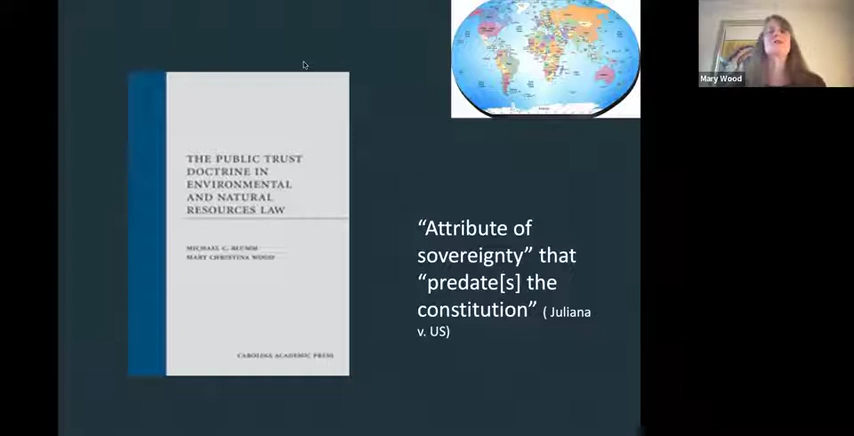 THE PUBLIC TRUST
DOCTRINE IN
ENVIRONMENTAL
AND NATURAL
RESOURCES LAW
MICHAEL C. BLUMM
MARY CHRISTINA WOOD
CAROLINA ACADEMIC PRESS
“Attribute of
sovereignty” that
“predate[s] the
constitution” ( Juliana
v. US)
Mary Wood